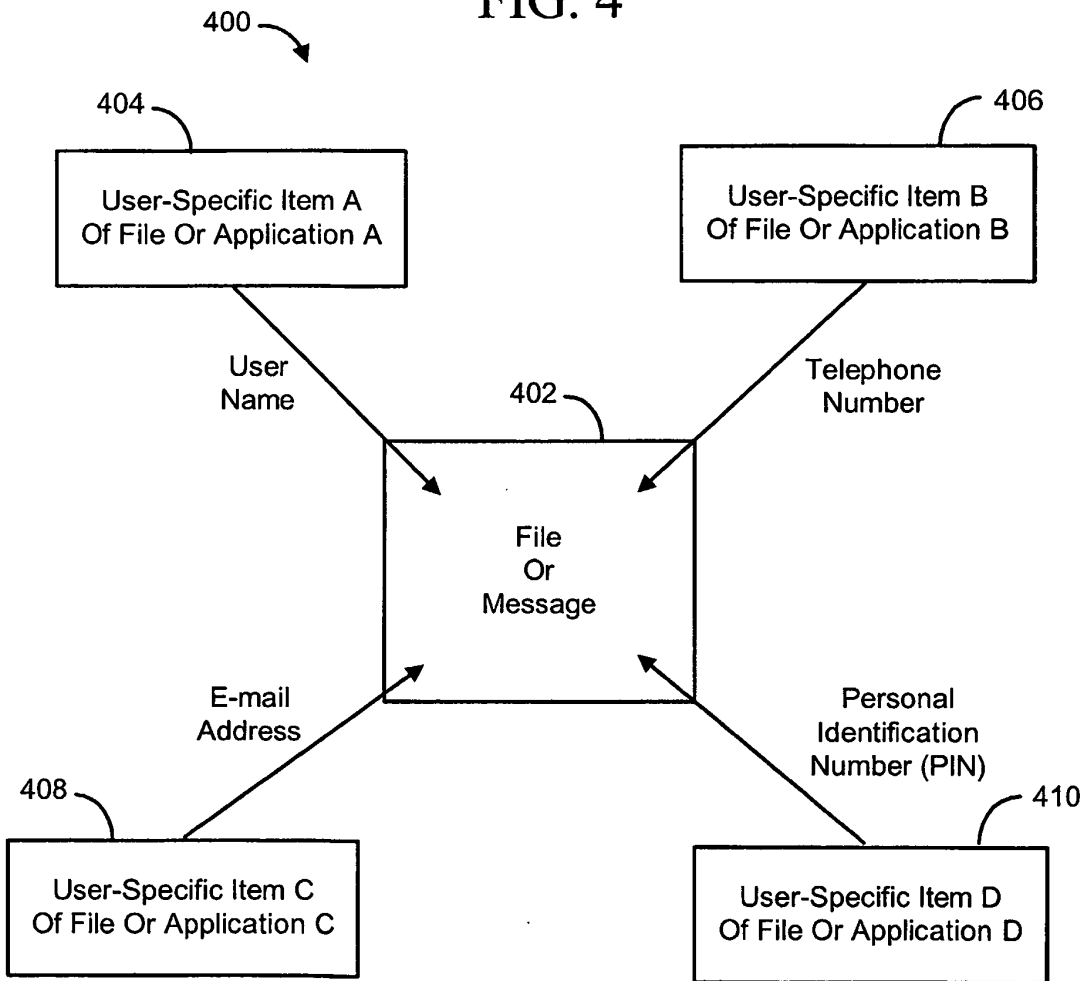 FIG. 4
400
404
406
User-Specific Item A
Of File Or Application A
User-Specific Item B
Of File Or Application B
User
Name
Telephone
Number
402
File
Or
Message
E-mail
Address
Personal
Identification
Number (PIN)
408
410
User-Specific Item C
Of File Or Application C
User-Specific Item D
Of File Or Application D